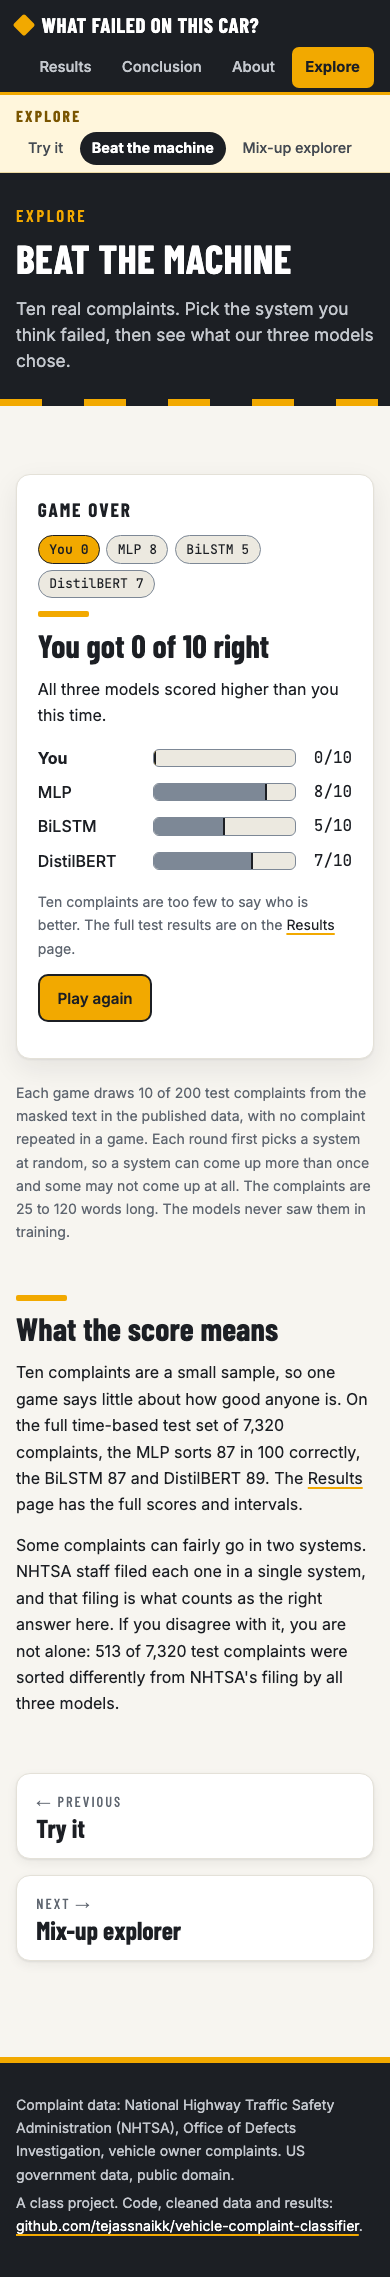 WHAT FAILED ON THIS CAR?
Results Conclusion About Explore
EXPLORE
Try it Beat the machine Mix-up explorer
EXPLORE
BEAT THE MACHINE
Ten real complaints. Pick the system you
think failed, then see what our three models
chose.
GAME OVER
You 0 MLP 8 BiLSTM 5
DistilBERT 7
You got 0 of 10 right
All three models scored higher than you
this time.
You 0/10
MLP 8/10
BiLSTM 5/10
DistilBERT 7/10
Ten complaints are too few to say who is
better. The full test results are on the Results
page.
Play again
Each game draws 10 of 200 test complaints from the
masked text in the published data, with no complaint
repeated in a game. Each round first picks a system
at random, so a system can come up more than once
and some may not come up at all. The complaints are
25 to 120 words long. The models never saw them in
training.
What the score means
Ten complaints are a small sample, so one
game says little about how good anyone is. On
the full time-based test set of 7,320
complaints, the MLP sorts 87 in 100 correctly,
the BiLSTM 87 and DistilBERT 89. The Results
page has the full scores and intervals.
Some complaints can fairly go in two systems.
NHTSA staff filed each one in a single system,
and that filing is what counts as the right
answer here. If you disagree with it, you are
not alone: 513 of 7,320 test complaints were
sorted differently from NHTSA's filing by all
three models.
← PREVIOUS
Try it
NEXT →
Mix-up explorer
Complaint data: National Highway Traffic Safety
Administration (NHTSA), Office of Defects
Investigation, vehicle owner complaints. US
government data, public domain.
A class project. Code, cleaned data and results:
github.com/tejassnaikk/vehicle-complaint-classifier.